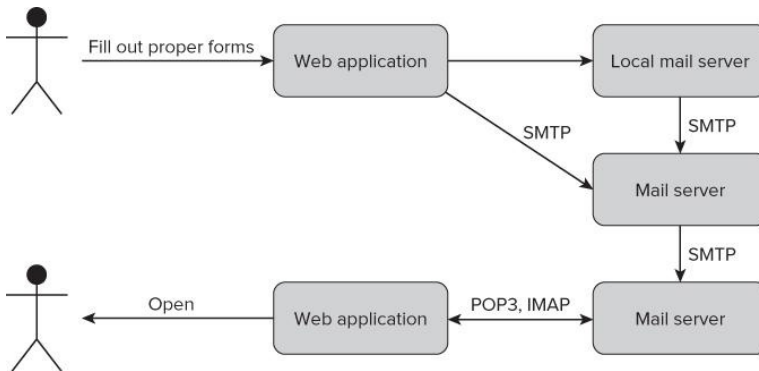 Fill out proper forms
Web application
Local mail server
SMTP
SMTP
Mail server
SMTP
Open
Web application
POP3, IMAP
Mail server